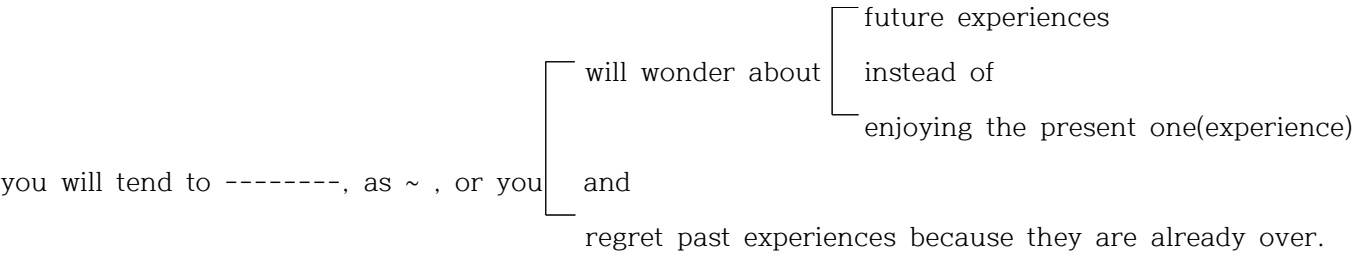 future experiences
will wonder about instead of
enjoying the present one(experience)
you will tend to --------, as ~ , or you and
regret past experiences because they are already over.